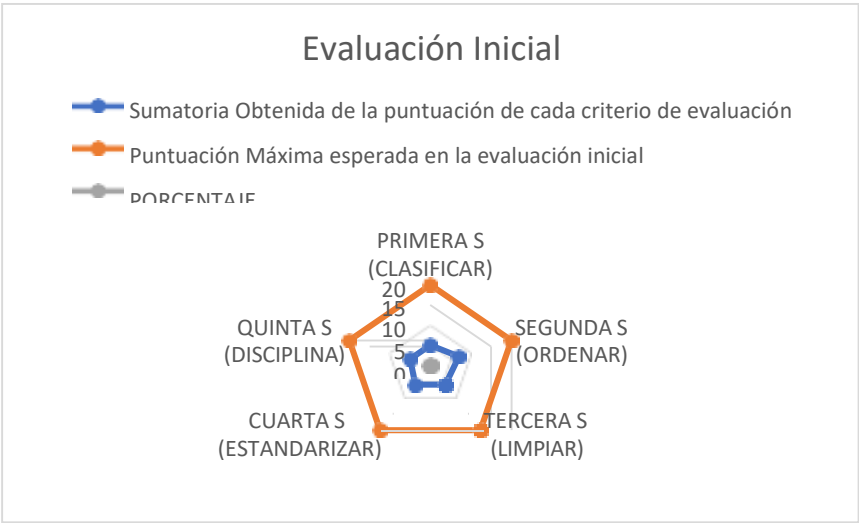 Evaluación Inicial
Sumatoria Obtenida de la puntuación de cada criterio de evaluación
Puntuación Máxima esperada en la evaluación inicial
PORCENTAJE
PRIMERA S
(CLASIFICAR)
20
15
10
5
0
QUINTA S
(DISCIPLINA)
SEGUNDA S
(ORDENAR)
CUARTA S
(ESTANDARIZAR)
TERCERA S
(LIMPIAR)